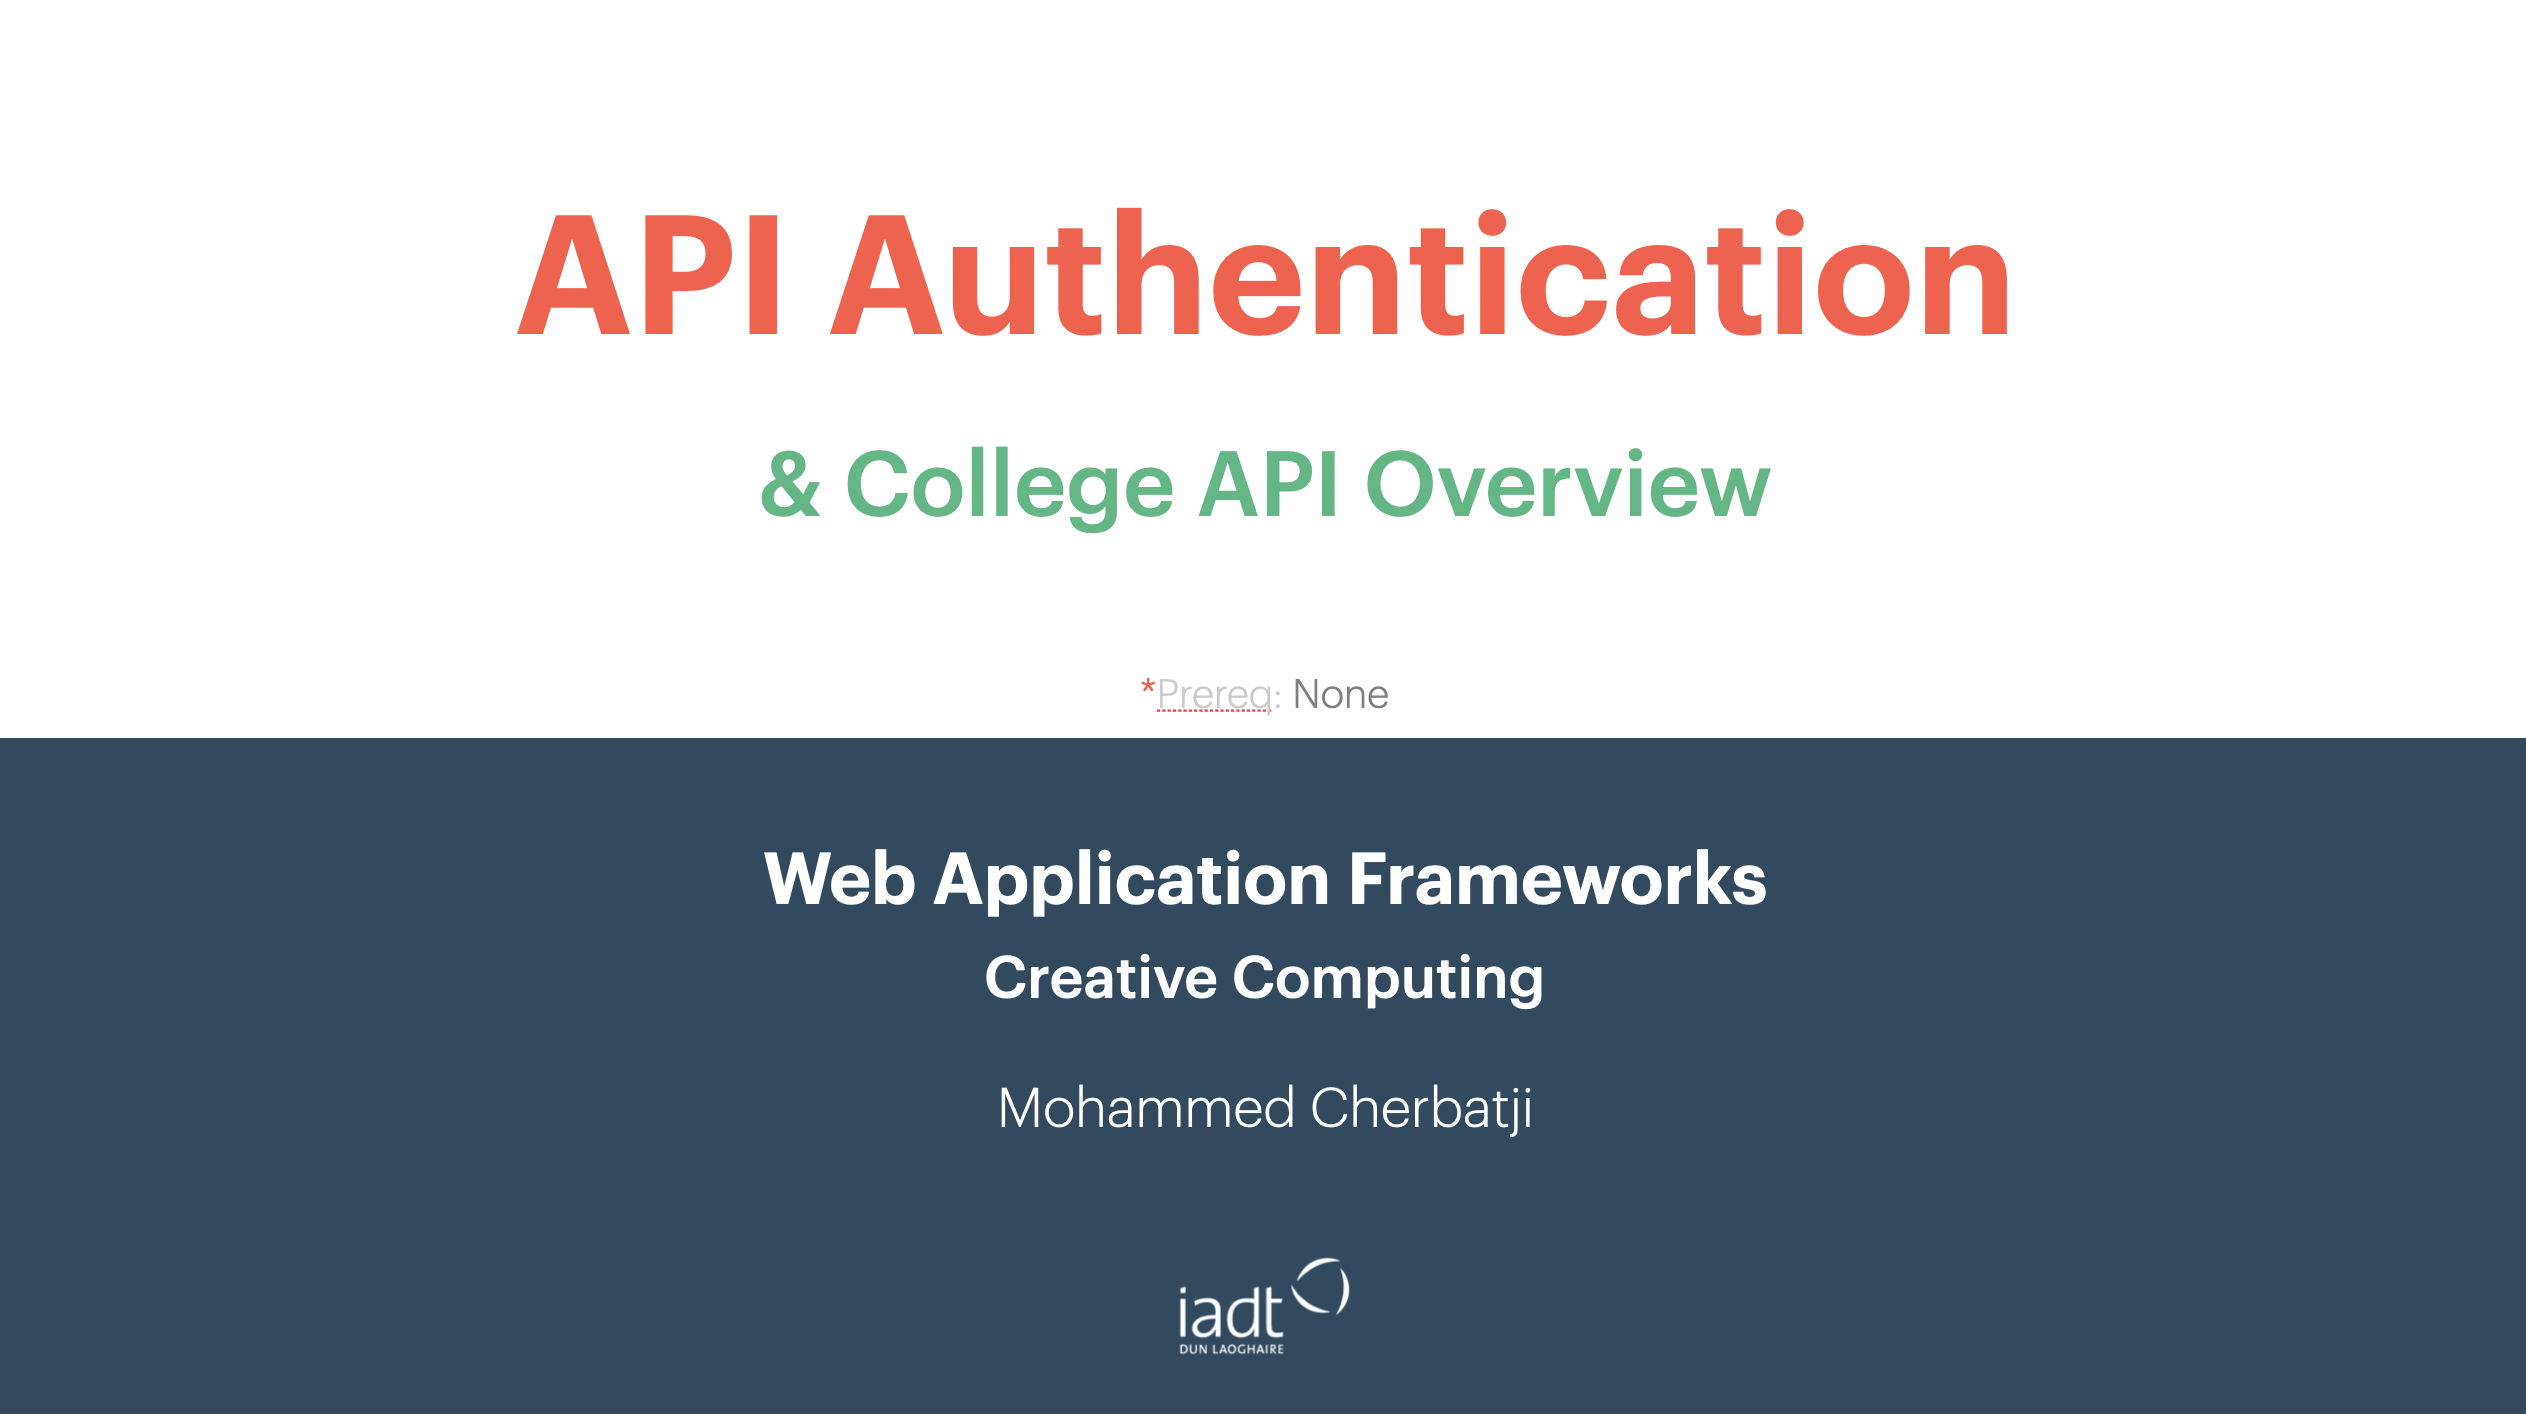 API Authentication
& College API Overview
*Prereq: None
Web Application Frameworks
Creative Computing
Mohammed Cherbatji
iadt
DUN LAOGHAIRE